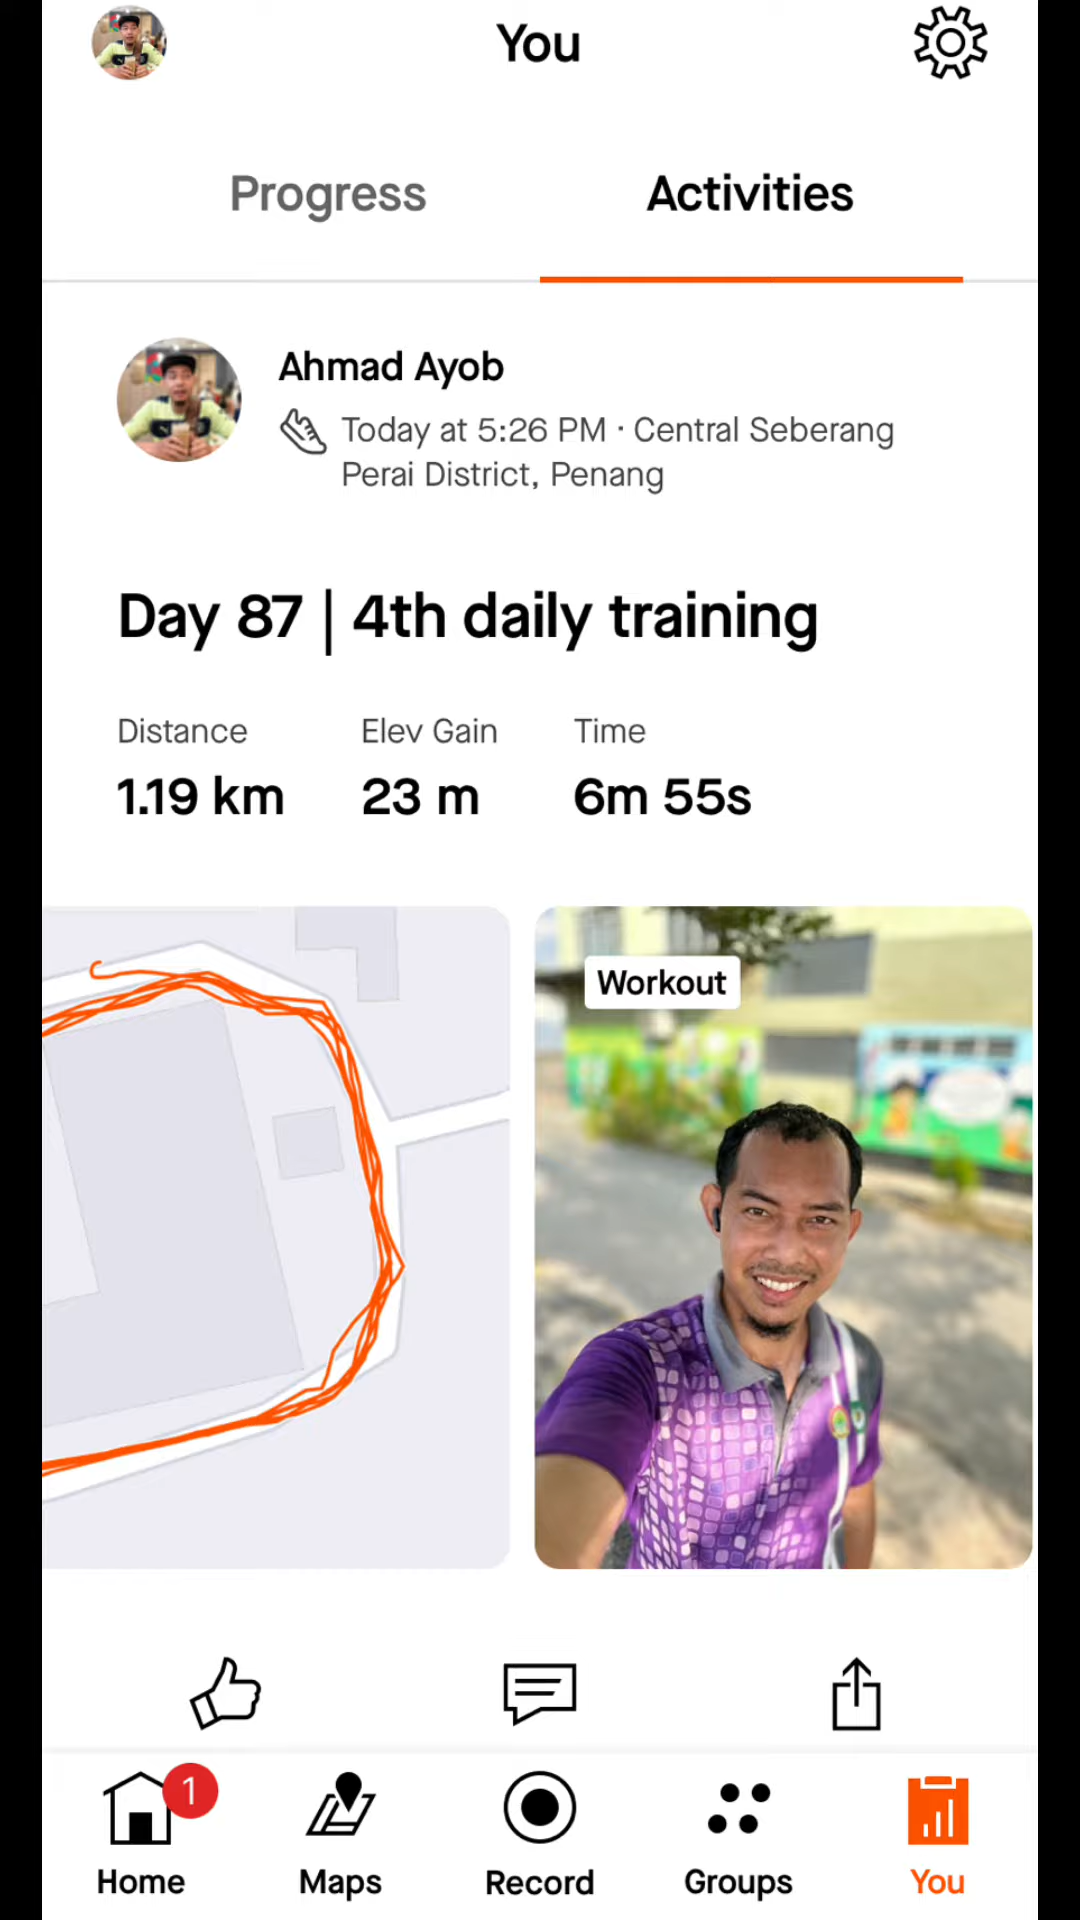 You
Progress
Activities
Ahmad Ayob
Today at 5:26 PM · Central Seberang
Perai District, Penang
Day 87 | 4th daily training
Distance
Elev Gain
Time
1.19 km
23 m
6m 55s
Workout
1
Home
Maps
Record
Groups
You